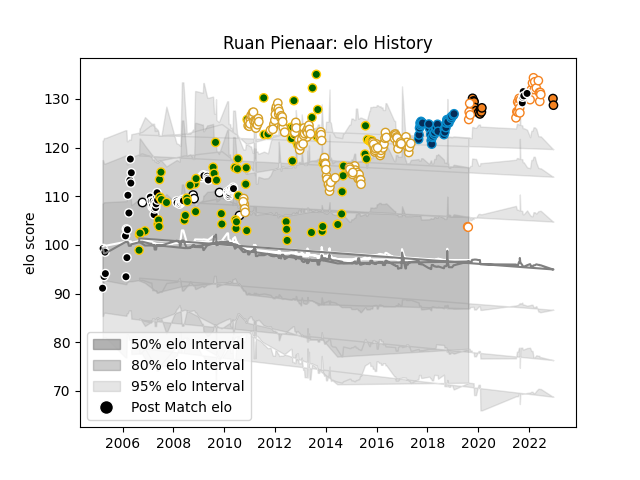 Ruan Pienaar: elo History
elo score
130
120
110
100
90
80
70
50% elo Interval
80% elo Interval
95% elo Interval
Post Match elo
2006 2008 2010 2012 2014 2016 2018 2020 2022